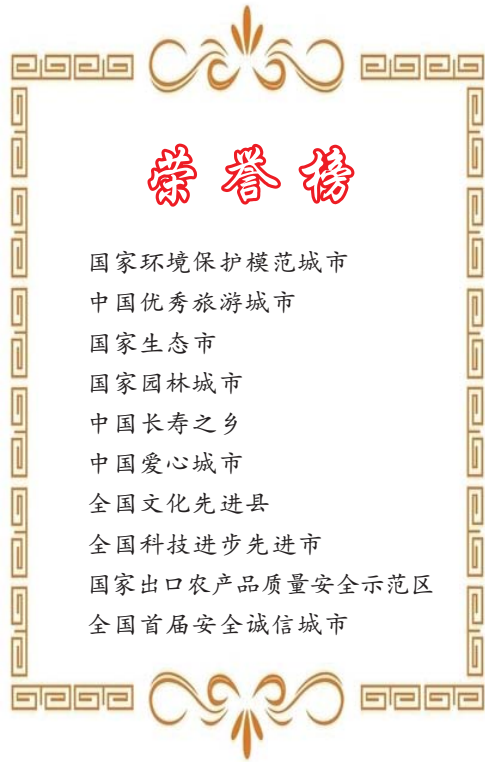 荣誉榜
国家环境保护模范城市
中国优秀旅游城市
国家生态市
国家园林城市
中国长寿之乡
中国爱心城市
全国文化先进县
全国科技进步先进市
国家出口农产品质量安全示范区
全国首届安全诚信城市